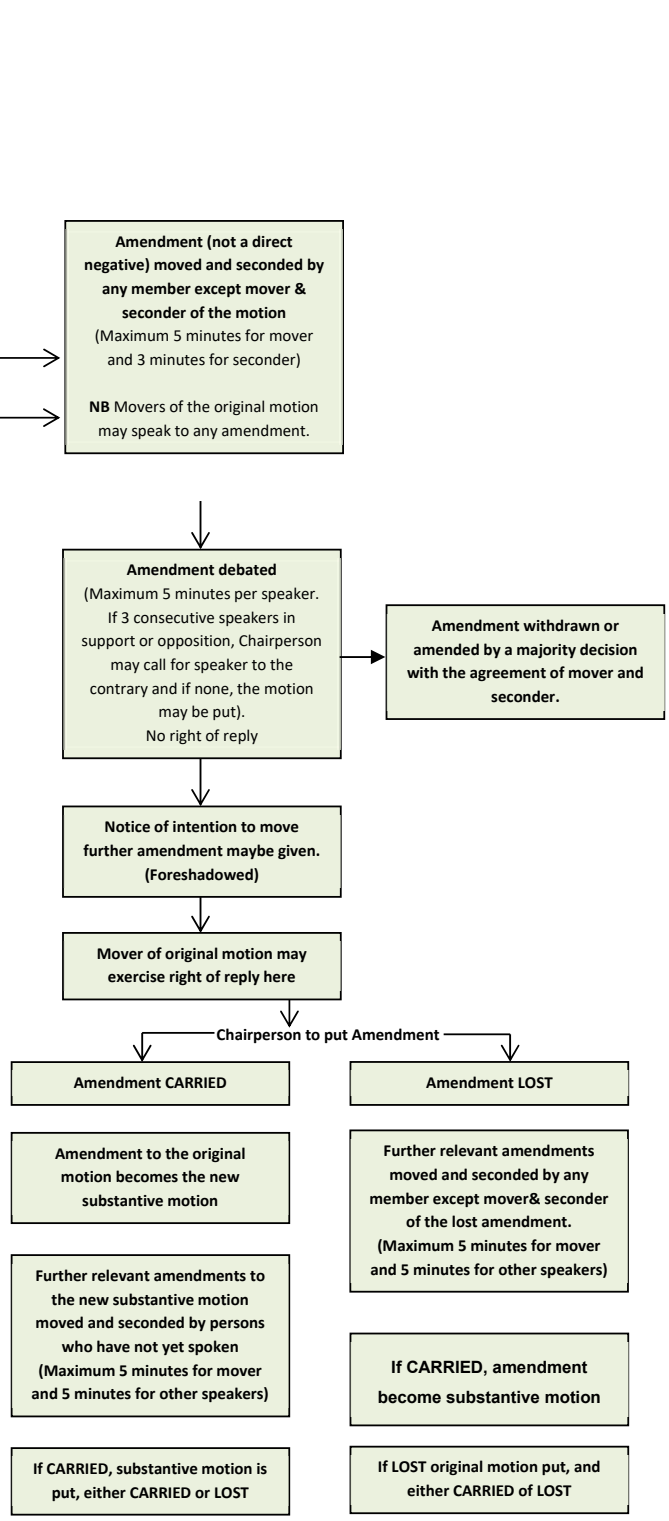 Amendment (not a direct
negative) moved and seconded by
any member except mover &
seconder of the motion
(Maximum 5 minutes for mover
and 3 minutes for seconder)
NB Movers of the original motion
may speak to any amendment.
Amendment debated
(Maximum 5 minutes per speaker.
If 3 consecutive speakers in
support or opposition, Chairperson
may call for speaker to the
contrary and if none, the motion
may be put).
No right of reply
Amendment withdrawn or
amended by a majority decision
with the agreement of mover and
seconder.
Notice of intention to move
further amendment maybe given.
(Foreshadowed)
Mover of original motion may
exercise right of reply here
Chairperson to put Amendment
Amendment CARRIED
Amendment to the original
motion becomes the new
substantive motion
Further relevant amendments to
the new substantive motion
moved and seconded by persons
who have not yet spoken
(Maximum 5 minutes for mover
and 5 minutes for other speakers)
If CARRIED, substantive motion is
put, either CARRIED or LOST
Amendment LOST
Further relevant amendments
moved and seconded by any
member except mover& seconder
of the lost amendment.
(Maximum 5 minutes for mover
and 5 minutes for other speakers)
If CARRIED, amendment
become substantive motion
If LOST original motion put, and
either CARRIED of LOST